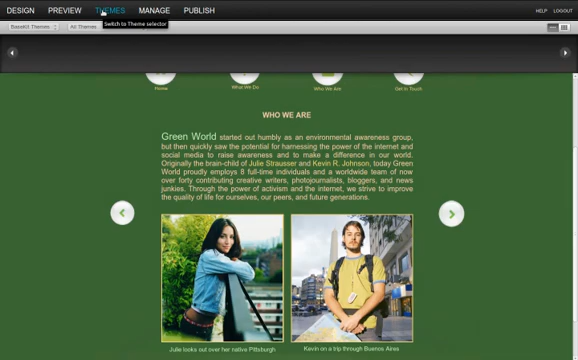 DESIGN PREVIEW THEMES MANAGE PUBLISH HELP LOGOUT
BaseKit Themes All Themes Switch to Theme selector
Home What We Do Who We Are Get to Touch
WHO WE ARE
Green World started out humbly as an environmental awareness group,
but then quickly saw the potential for harnessing the power of the internet and
social media to raise awareness and to make a difference in our world.
Originally the brain-child of Julie Strausser and Kevin R. Johnson, today Green
World proudly employs 8 full-time individuals and a worldwide team of now
over forty contributing creative writers, photojournalists, bloggers, and news
junkies. Through the power of activism and the internet, we strive to improve
the quality of life for ourselves, our peers, and future generations.
Julie looks out over her native Pittsburgh
Kevin on a trip through Buenos Aires